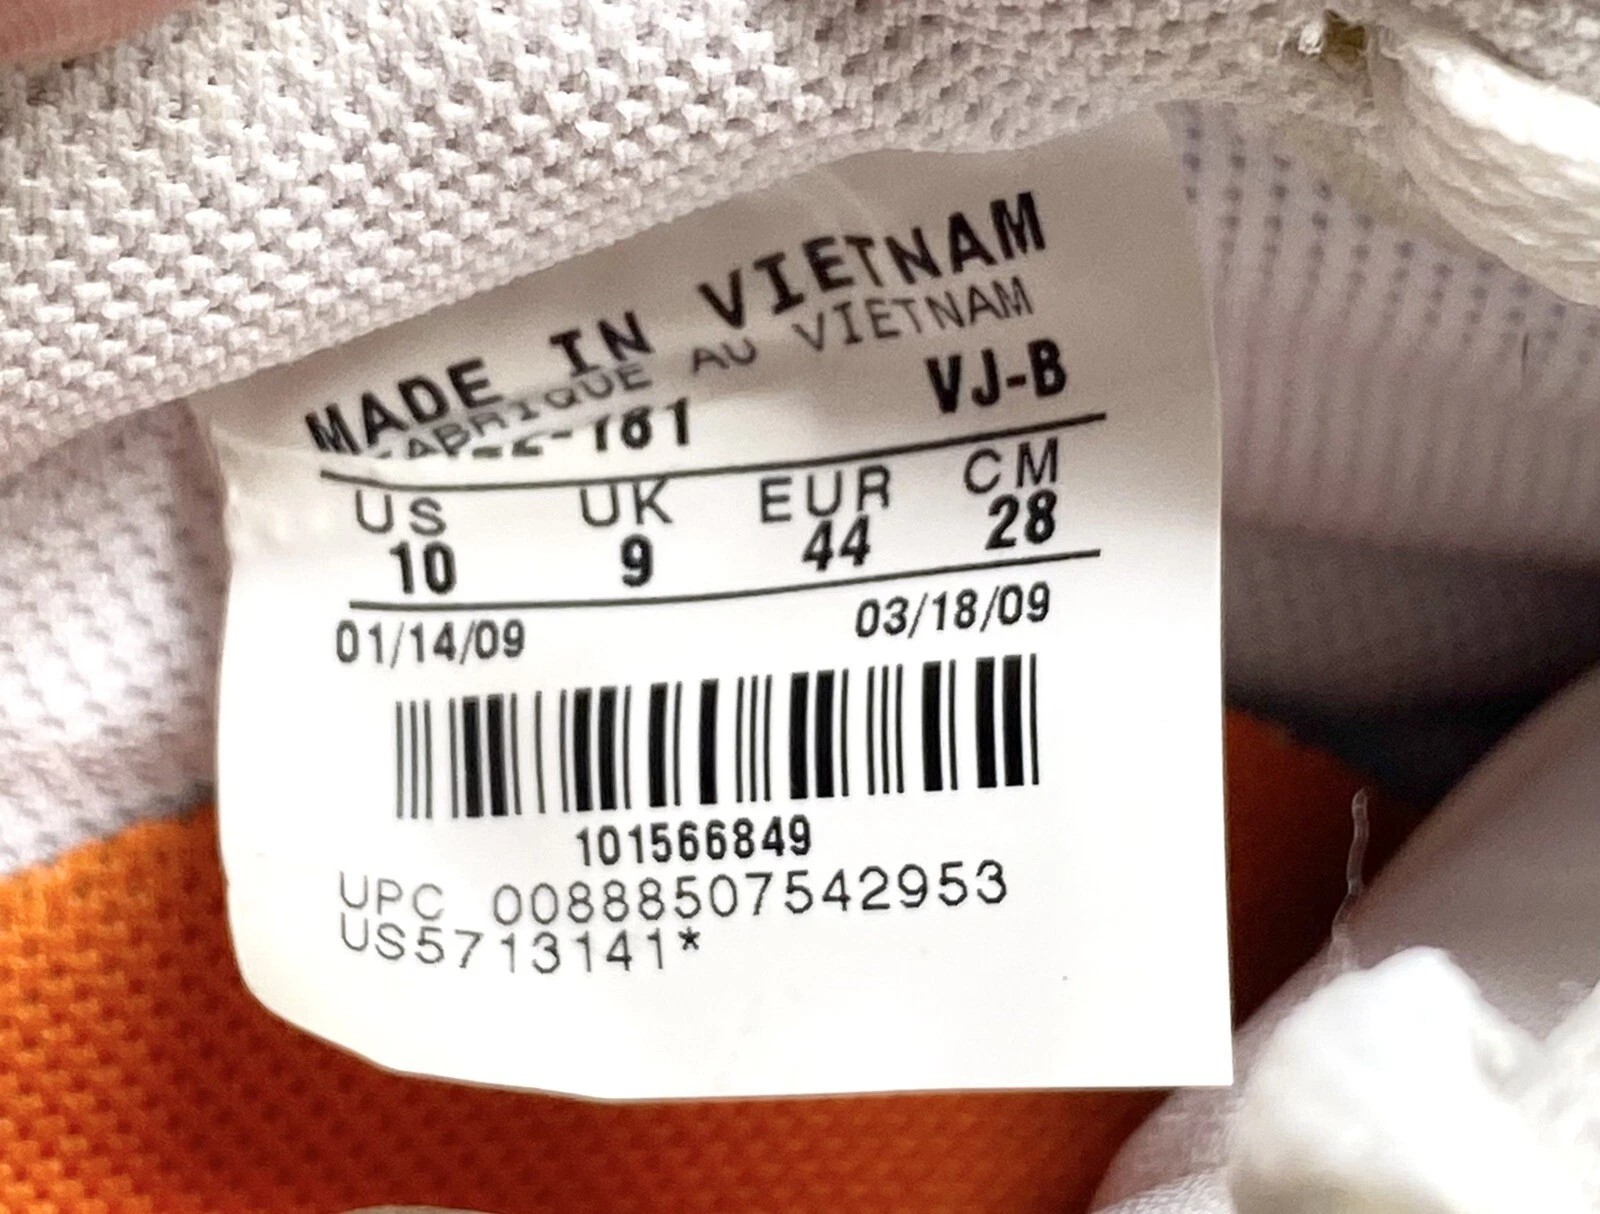 MADE IN VIETNAM
FABRIQUE AU VIETNAM
VJ-B
US UK EUR CM
10 9 44 28
01/14/09 03/18/09
101566849
UPC 00888507542953
US5713141*